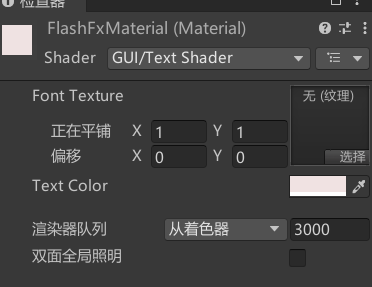 检查器
FlashFxMaterial (Material)
Shader GUI/Text Shader
Font Texture
无 (纹理)
正在平铺 X 1 Y 1
偏移 X 0 Y 0
选择
Text Color
渲染器队列 从着色器 3000
双面全局照明